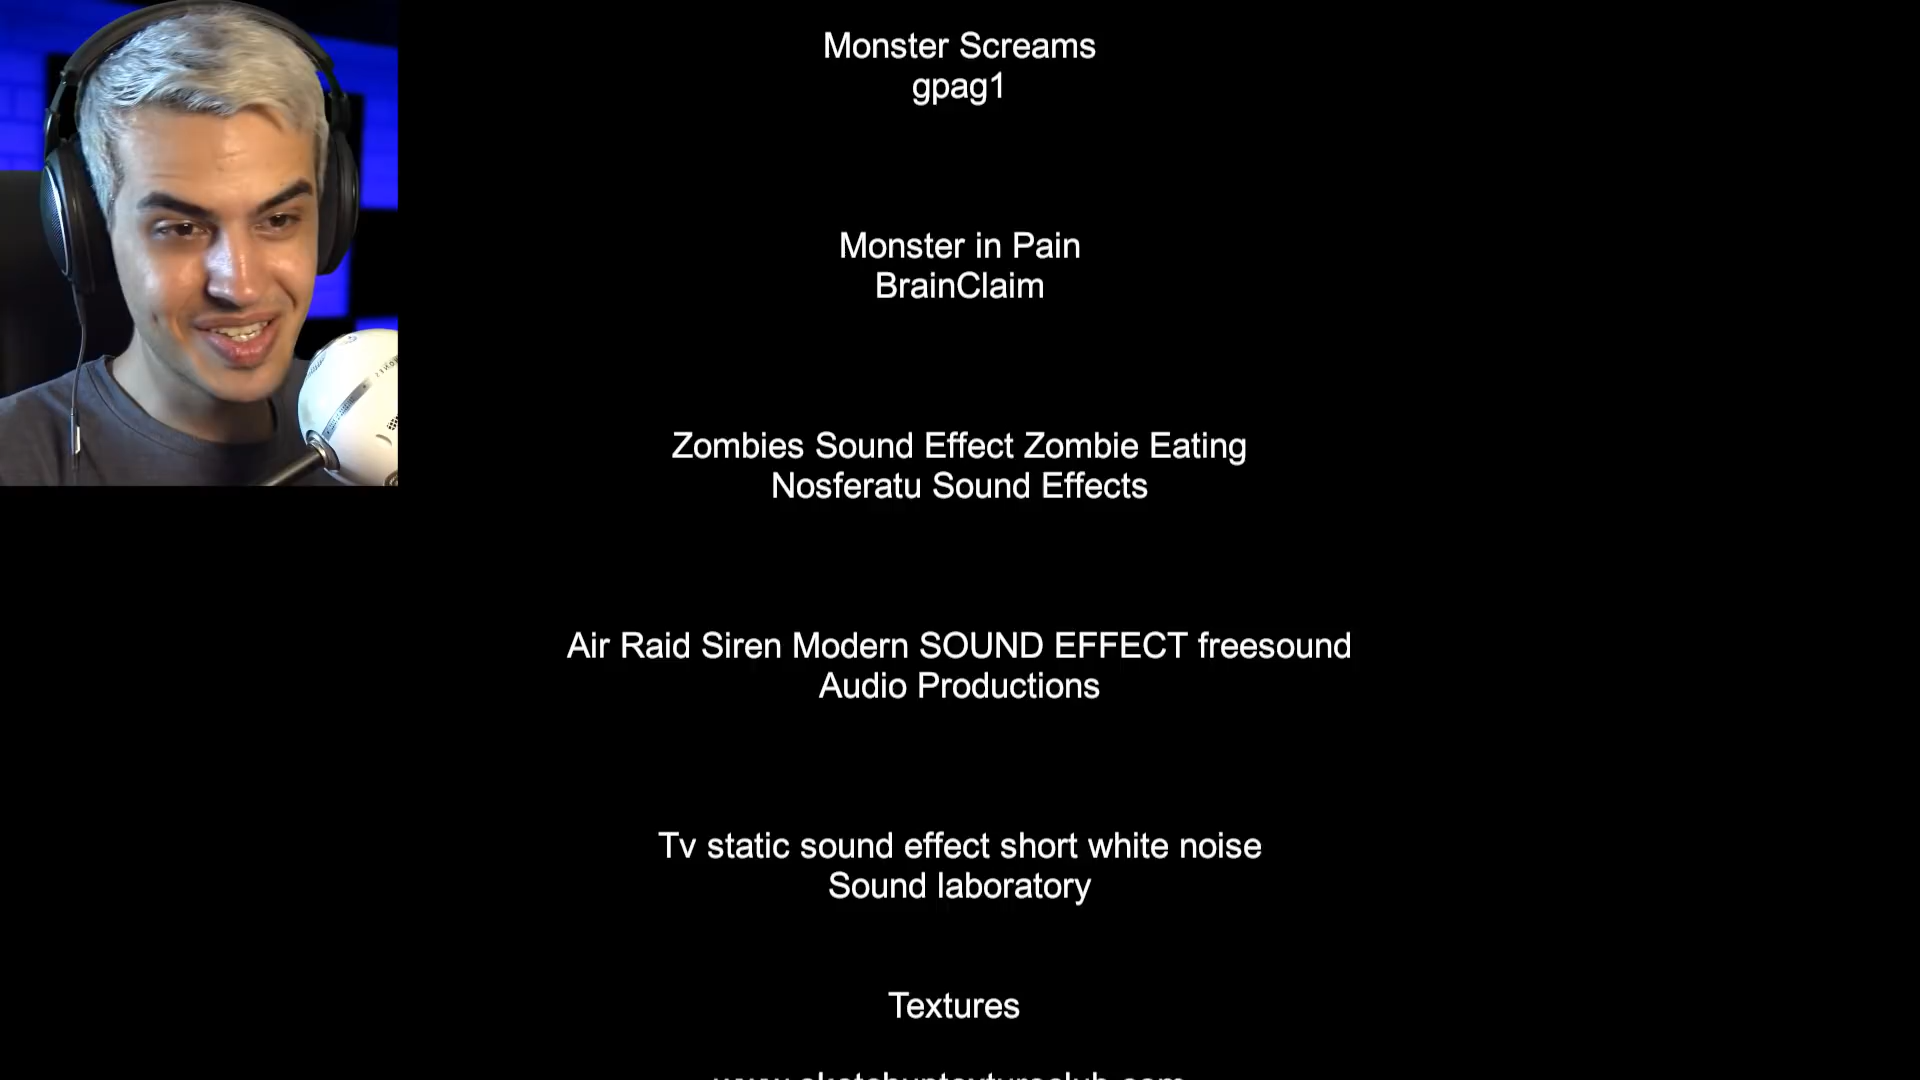 Monster Screams
gpag1
Monster in Pain
BrainClaim
Zombies Sound Effect Zombie Eating
Nosferatu Sound Effects
Air Raid Siren Modern SOUND EFFECT freesound
Audio Productions
Tv static sound effect short white noise
Sound laboratory
Textures